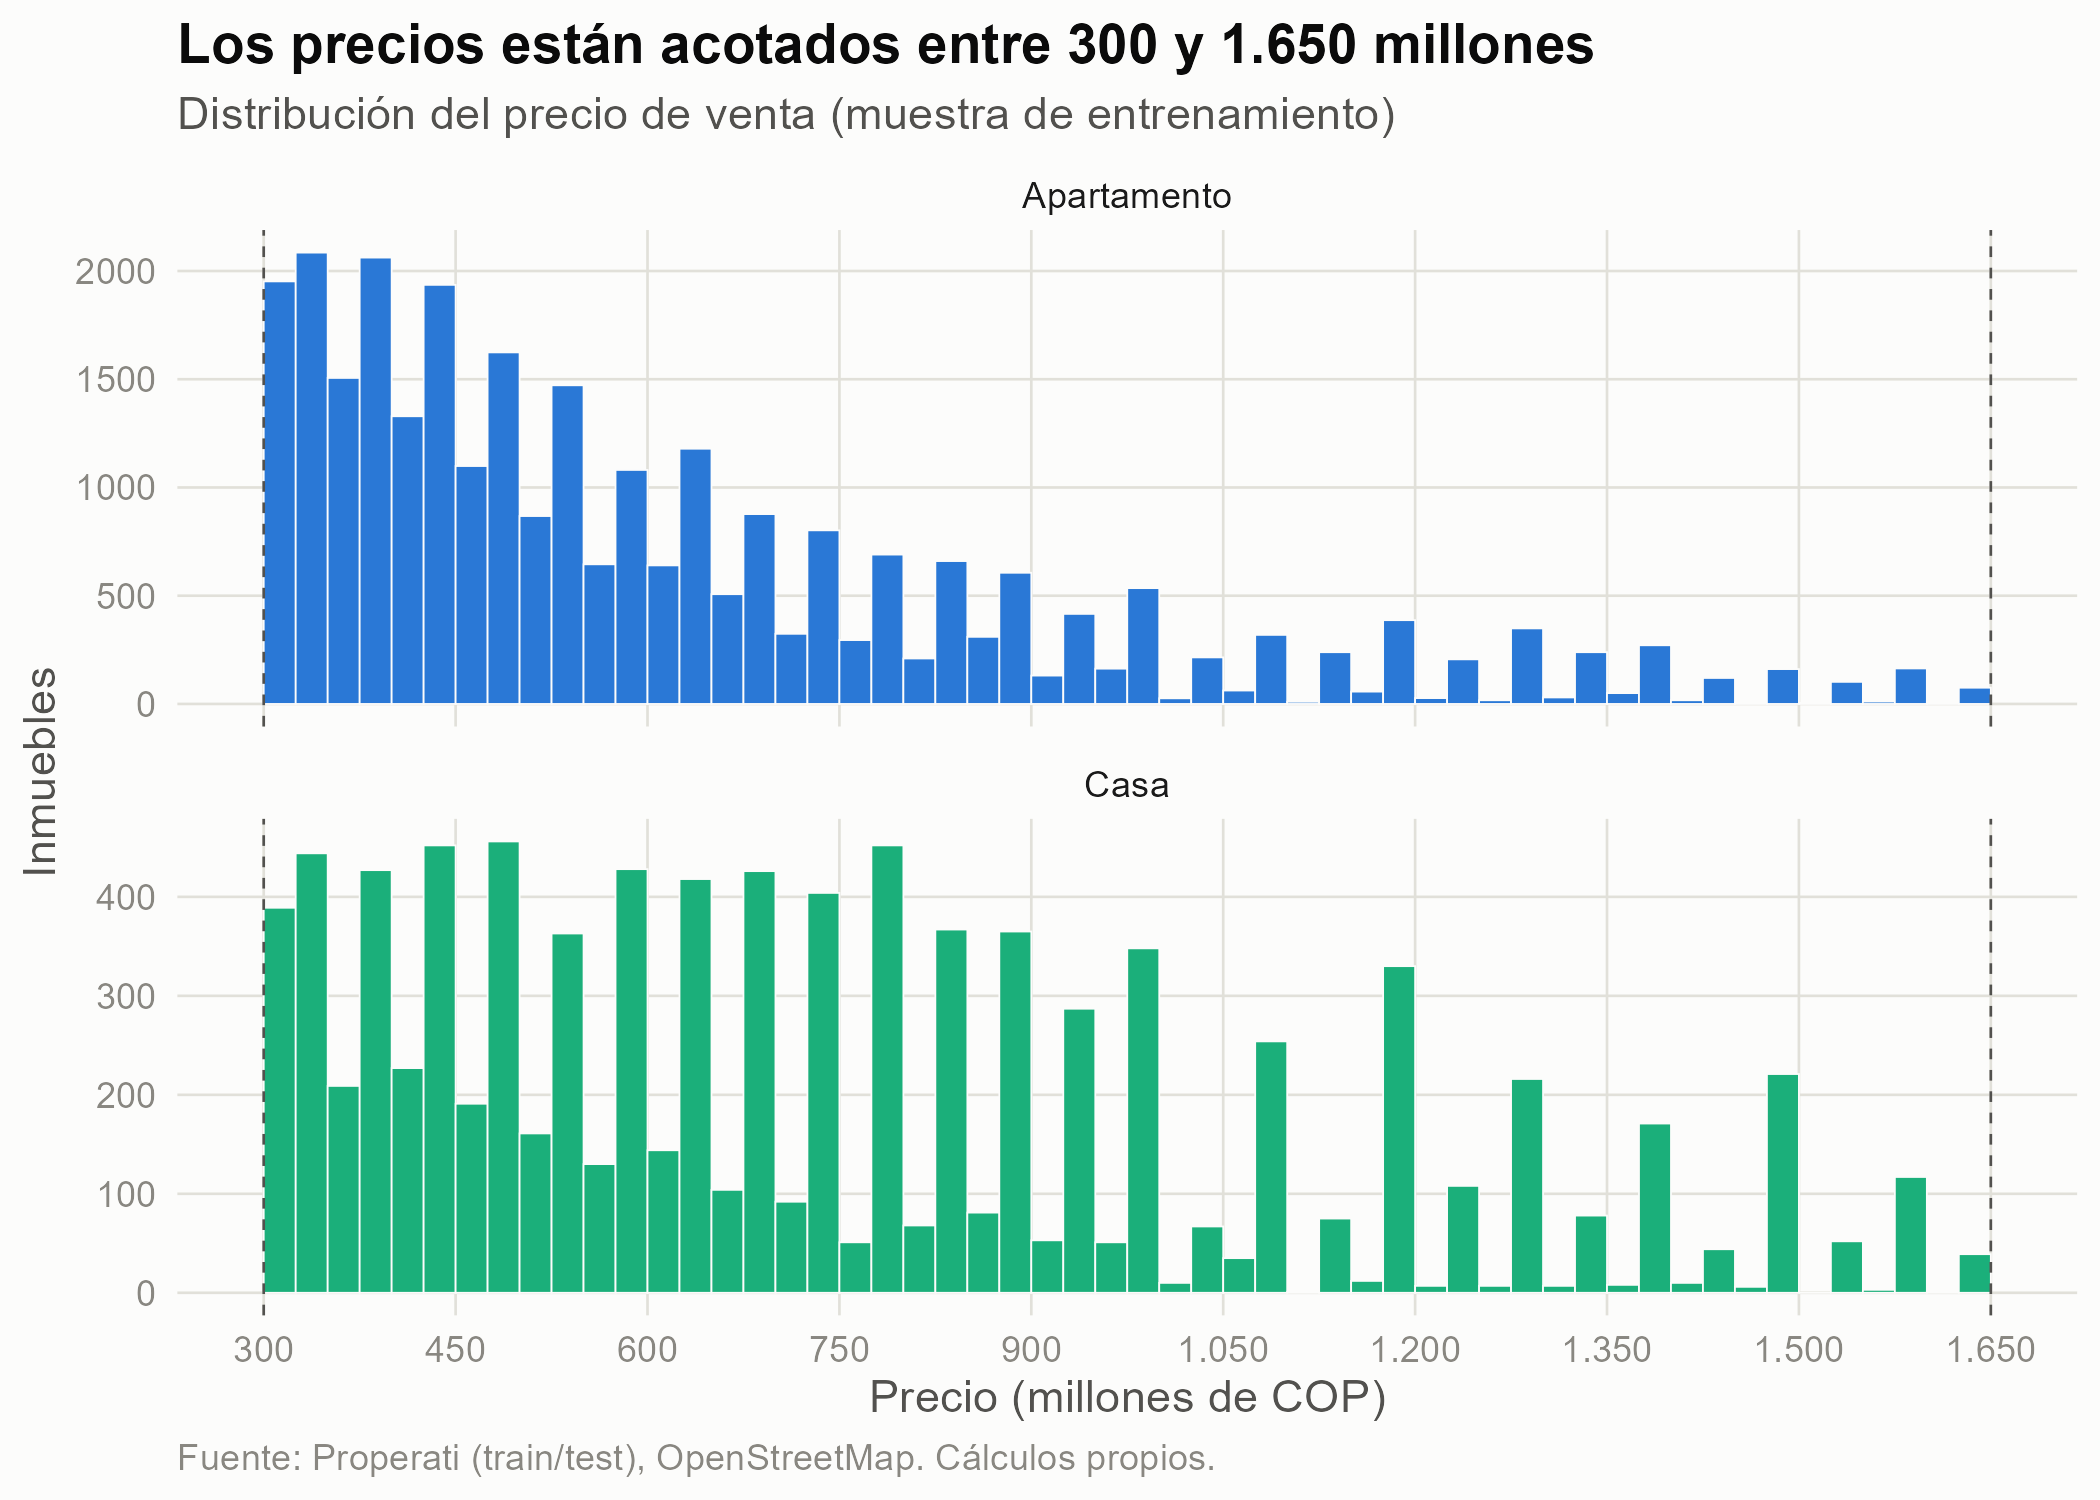 Los precios están acotados entre 300 y 1.650 millones
Distribución del precio de venta (muestra de entrenamiento)
Apartamento
2000
1500
1000
500
0
Inmuebles
Casa
400
300
200
100
0
300 450 600 750 900 1.050 1.200 1.350 1.500 1.650
Precio (millones de COP)
Fuente: Properati (train/test), OpenStreetMap. Cálculos propios.